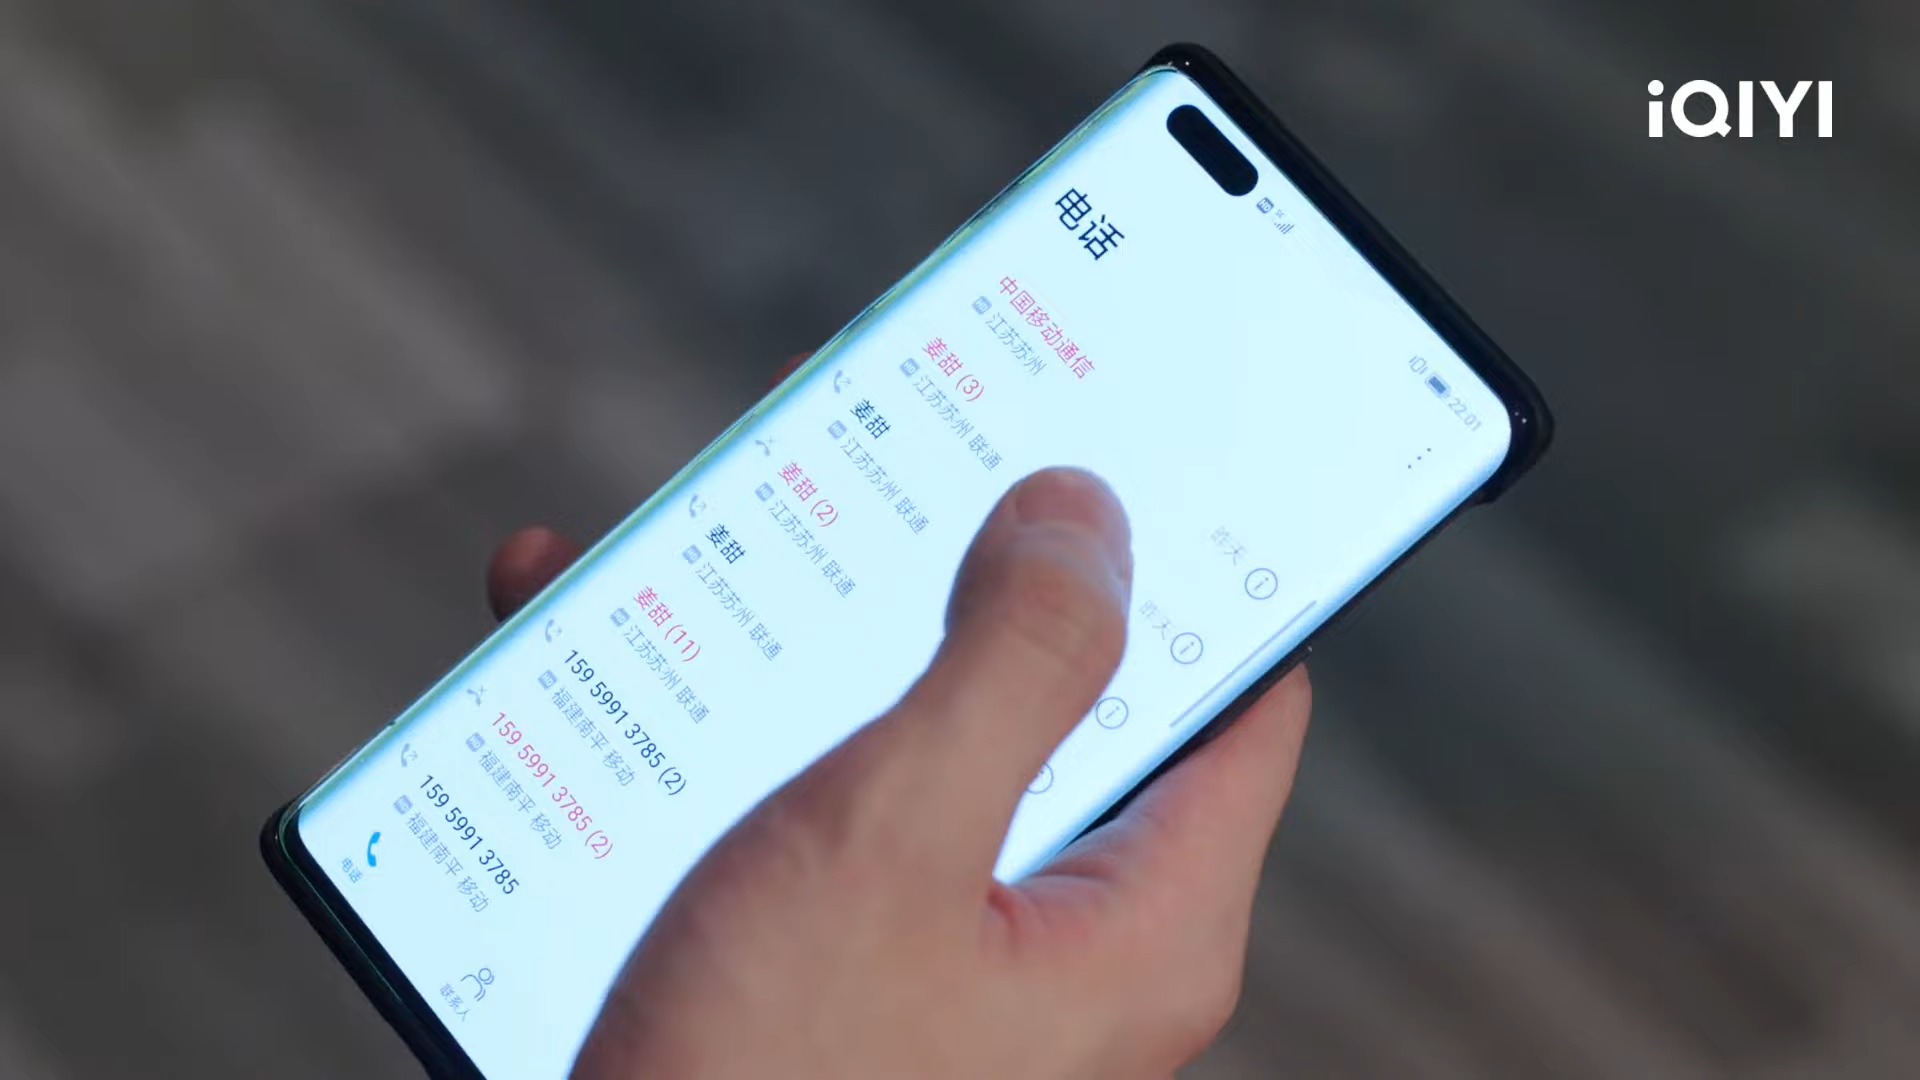 iQIYI
22:01
电话
中国移动通信
江苏苏州
姜甜 (3)
江苏苏州 联通
昨天
姜甜
江苏苏州 联通
昨天
姜甜 (2)
江苏苏州 联通
姜甜
江苏苏州 联通
姜甜 (11)
江苏苏州 联通
159 5991 3785 (2)
福建南平 移动
159 5991 3785 (2)
福建南平 移动
159 5991 3785
福建南平 移动
电话
联系人